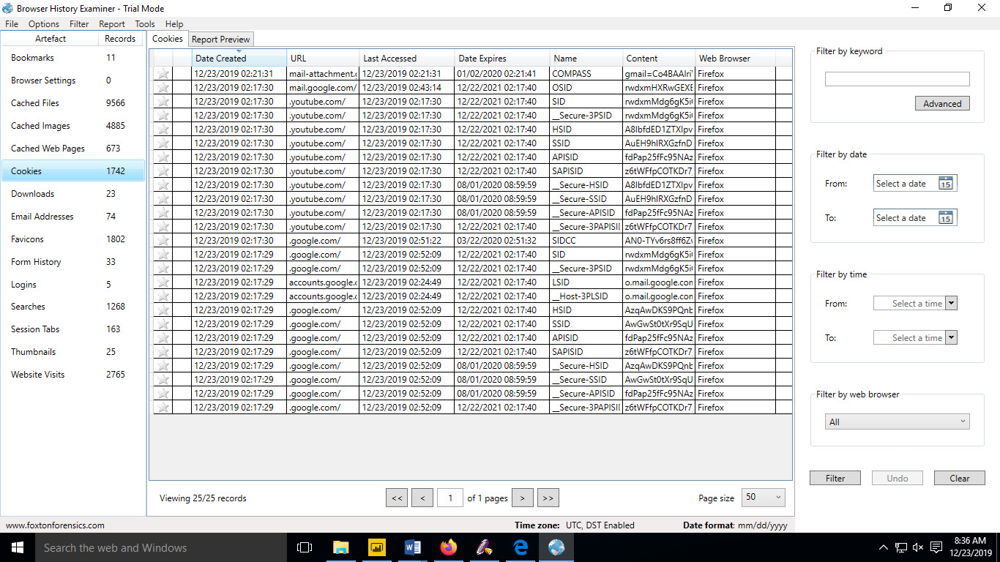 Browser History Examiner - Trial Mode
File Options Filter Report Tools Help
Artefact Records
Bookmarks 11
Browser Settings 0
Cached Files 9566
Cached Images 4885
Cached Web Pages 673
Cookies 1742
Downloads 23
Email Addresses 74
Favicons 1802
Form History 33
Logins 5
Searches 1268
Session Tabs 163
Thumbnails 25
Website Visits 2765
Cookies Report Preview
Date Created URL Last Accessed Date Expires Name Content Web Browser
12/23/2019 02:21:31 mail-attachment.g 12/23/2019 02:21:31 01/02/2020 02:21:41 COMPASS gmail=Co4BAAlri Firefox
12/23/2019 02:17:30 mail.google.com/ 12/23/2019 02:43:14 12/22/2021 02:17:40 OSID rwdxmHXRwGEXE Firefox
12/23/2019 02:17:30 .youtube.com/ 12/23/2019 02:17:30 12/22/2021 02:17:40 SID rwdxmMdg6gK5i Firefox
12/23/2019 02:17:30 .youtube.com/ 12/23/2019 02:17:30 12/22/2021 02:17:40 __Secure-3PSID rwdxmMdg6gK5i Firefox
12/23/2019 02:17:30 .youtube.com/ 12/23/2019 02:17:30 12/22/2021 02:17:40 HSID A8IbfdED1ZTXIpv Firefox
12/23/2019 02:17:30 .youtube.com/ 12/23/2019 02:17:30 12/22/2021 02:17:40 SSID AuEH9hIRXGzfnD Firefox
12/23/2019 02:17:30 .youtube.com/ 12/23/2019 02:17:30 12/22/2021 02:17:40 APISID fdPap25fFc95NAz Firefox
12/23/2019 02:17:30 .youtube.com/ 12/23/2019 02:17:30 12/22/2021 02:17:40 SAPISID z6tWFfpCOTKDr7 Firefox
12/23/2019 02:17:30 .youtube.com/ 12/23/2019 02:17:30 08/01/2020 08:59:59 __Secure-HSID A8IbfdED1ZTXIpv Firefox
12/23/2019 02:17:30 .youtube.com/ 12/23/2019 02:17:30 08/01/2020 08:59:59 __Secure-SSID AuEH9hIRXGzfnD Firefox
12/23/2019 02:17:30 .youtube.com/ 12/23/2019 02:17:30 08/01/2020 08:59:59 __Secure-APISID fdPap25fFc95NAz Firefox
12/23/2019 02:17:30 .youtube.com/ 12/23/2019 02:17:30 12/22/2021 02:17:40 __Secure-3PAPISII z6tWFfpCOTKDr7 Firefox
12/23/2019 02:17:30 .google.com/ 12/23/2019 02:51:22 03/22/2020 02:51:32 SIDCC AN0-TYv6rs8ff6Z Firefox
12/23/2019 02:17:29 .google.com/ 12/23/2019 02:52:09 12/22/2021 02:17:40 SID rwdxmMdg6gK5i Firefox
12/23/2019 02:17:29 .google.com/ 12/23/2019 02:52:09 12/22/2021 02:17:40 __Secure-3PSID rwdxmMdg6gK5i Firefox
12/23/2019 02:17:29 accounts.google.c 12/23/2019 02:24:49 12/22/2021 02:17:40 LSID o.mail.google.con Firefox
12/23/2019 02:17:29 accounts.google.c 12/23/2019 02:24:49 12/22/2021 02:17:40 __Host-3PLSID o.mail.google.con Firefox
12/23/2019 02:17:29 .google.com/ 12/23/2019 02:52:09 12/22/2021 02:17:40 HSID AzqAwDKS9PQnb Firefox
12/23/2019 02:17:29 .google.com/ 12/23/2019 02:52:09 12/22/2021 02:17:40 SSID AwGwSt0tXr9SqU Firefox
12/23/2019 02:17:29 .google.com/ 12/23/2019 02:52:09 12/22/2021 02:17:40 APISID fdPap25fFc95NAz Firefox
12/23/2019 02:17:29 .google.com/ 12/23/2019 02:52:09 12/22/2021 02:17:40 SAPISID z6tWFfpCOTKDr7 Firefox
12/23/2019 02:17:29 .google.com/ 12/23/2019 02:52:09 08/01/2020 08:59:59 __Secure-HSID AzqAwDKS9PQnb Firefox
12/23/2019 02:17:29 .google.com/ 12/23/2019 02:52:09 08/01/2020 08:59:59 __Secure-SSID AwGwSt0tXr9SqU Firefox
12/23/2019 02:17:29 .google.com/ 12/23/2019 02:52:09 08/01/2020 08:59:59 __Secure-APISID fdPap25fFc95NAz Firefox
12/23/2019 02:17:29 .google.com/ 12/23/2019 02:52:09 12/22/2021 02:17:40 __Secure-3PAPISII z6tWFfpCOTKDr7 Firefox
Viewing 25/25 records << < 1 of 1 pages > >> Page size 50
Filter by keyword
Advanced
Filter by date
From: Select a date 15
To: Select a date 15
Filter by time
From: Select a time
To: Select a time
Filter by web browser
All
Filter Undo Clear
www.foxtonforensics.com Time zone: UTC, DST Enabled Date format: mm/dd/yyyy
Search the web and Windows
8:36 AM
12/23/2019